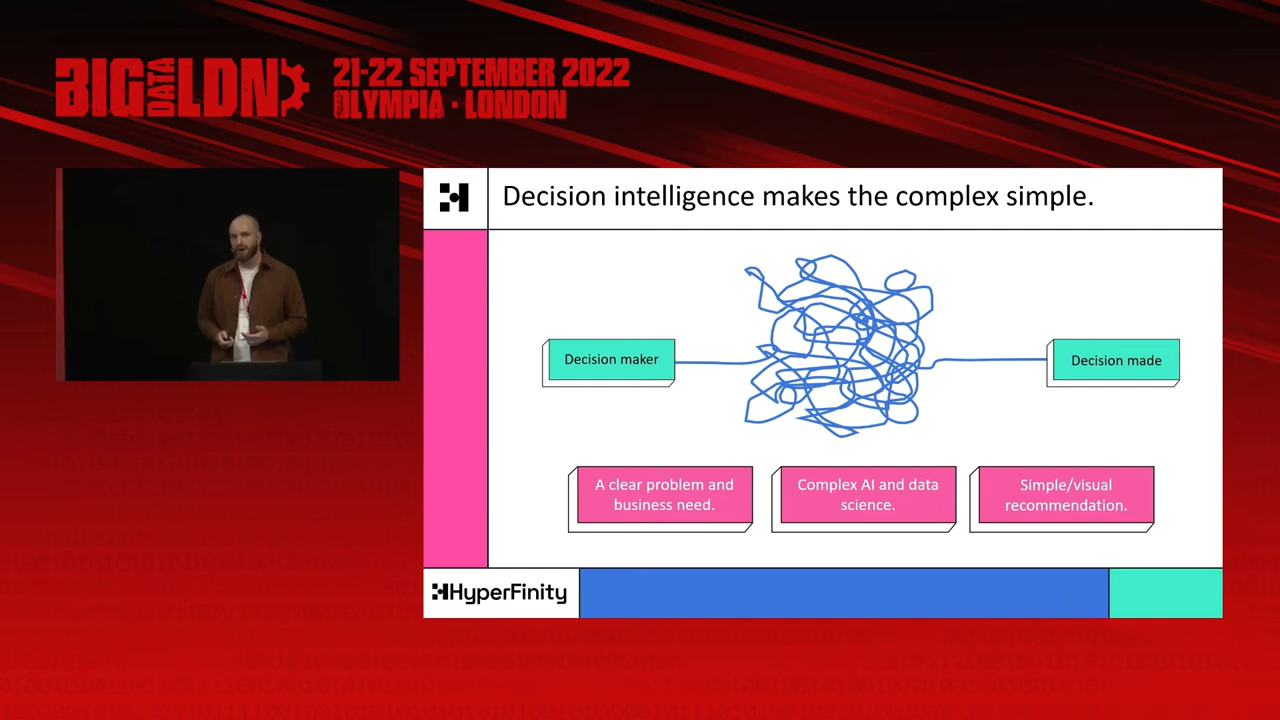 BIG DATA LDN
21-22 SEPTEMBER 2022
OLYMPIA · LONDON
Decision intelligence makes the complex simple.
Decision maker
Decision made
A clear problem and
business need.
Complex AI and data
science.
Simple/visual
recommendation.
HyperFinity